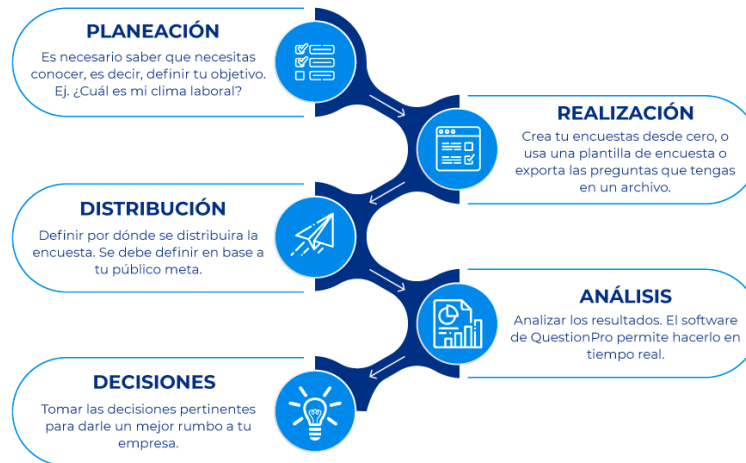 PLANEACIÓN
Es necesario saber que necesitas
conocer, es decir, definir tu objetivo.
Ej. ¿Cuál es mi clima laboral?
REALIZACIÓN
Crea tu encuestas desde cero, o
usa una plantilla de encuesta o
exporta las preguntas que tengas
en un archivo.
DISTRIBUCIÓN
Definir por dónde se distribuira la
encuesta. Se debe definir en base a
tu público meta.
ANÁLISIS
Analizar los resultados. El software
de QuestionPro permite hacerlo en
tiempo real.
DECISIONES
Tomar las decisiones pertinentes
para darle un mejor rumbo a tu
empresa.